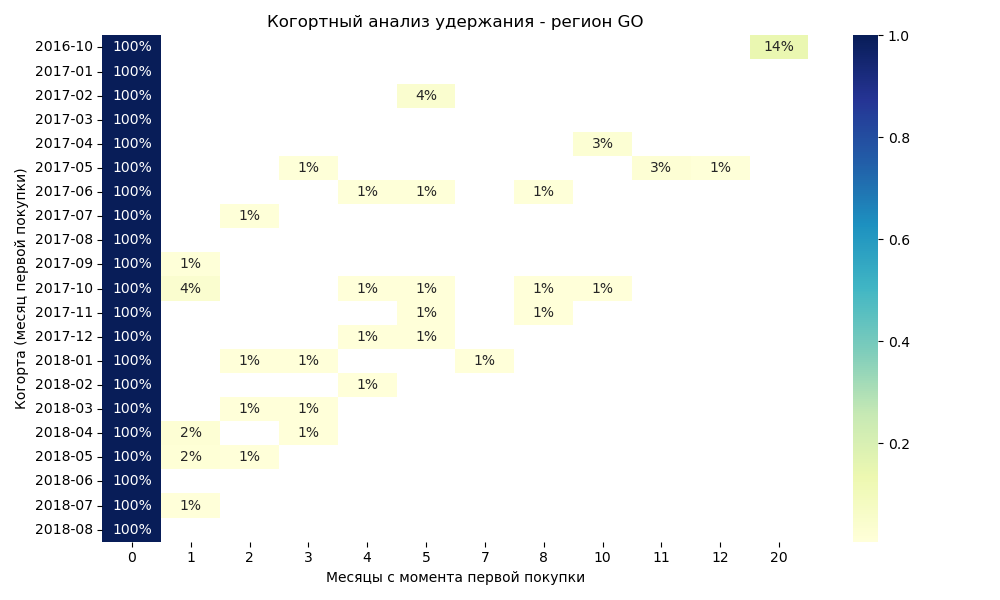 Когортный анализ удержания - регион GO
Когорта (месяц первой покупки)
2016-10 100% 14%
2017-01 100%
2017-02 100% 4%
2017-03 100%
2017-04 100% 3%
2017-05 100% 1% 3% 1%
2017-06 100% 1% 1% 1%
2017-07 100% 1%
2017-08 100%
2017-09 100% 1%
2017-10 100% 4% 1% 1% 1% 1%
2017-11 100% 1% 1%
2017-12 100% 1% 1%
2018-01 100% 1% 1% 1%
2018-02 100% 1%
2018-03 100% 1% 1%
2018-04 100% 2% 1%
2018-05 100% 2% 1%
2018-06 100%
2018-07 100% 1%
2018-08 100%
0 1 2 3 4 5 7 8 10 11 12 20
Месяцы с момента первой покупки
1.0
0.8
0.6
0.4
0.2